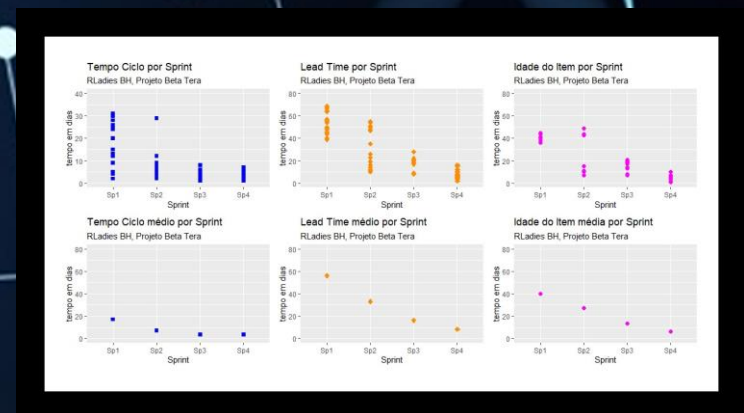 Tempo Ciclo por Sprint
RLadies BH, Projeto Beta Tera
40
30
20
10
0
tempo em dias
Sp1 Sp2 Sp3 Sp4
Sprint
Lead Time por Sprint
RLadies BH, Projeto Beta Tera
80
60
40
20
0
tempo em dias
Sp1 Sp2 Sp3 Sp4
Sprint
Idade do Item por Sprint
RLadies BH, Projeto Beta Tera
80
60
40
20
0
tempo em dias
Sp1 Sp2 Sp3 Sp4
Sprint
Tempo Ciclo médio por Sprint
RLadies BH, Projeto Beta Tera
80
60
40
20
0
tempo em dias
Sp1 Sp2 Sp3 Sp4
Sprint
Lead Time médio por Sprint
RLadies BH, Projeto Beta Tera
80
60
40
20
0
tempo em dias
Sp1 Sp2 Sp3 Sp4
Sprint
Idade do Item média por Sprint
RLadies BH, Projeto Beta Tera
80
60
40
20
0
tempo em dias
Sp1 Sp2 Sp3 Sp4
Sprint